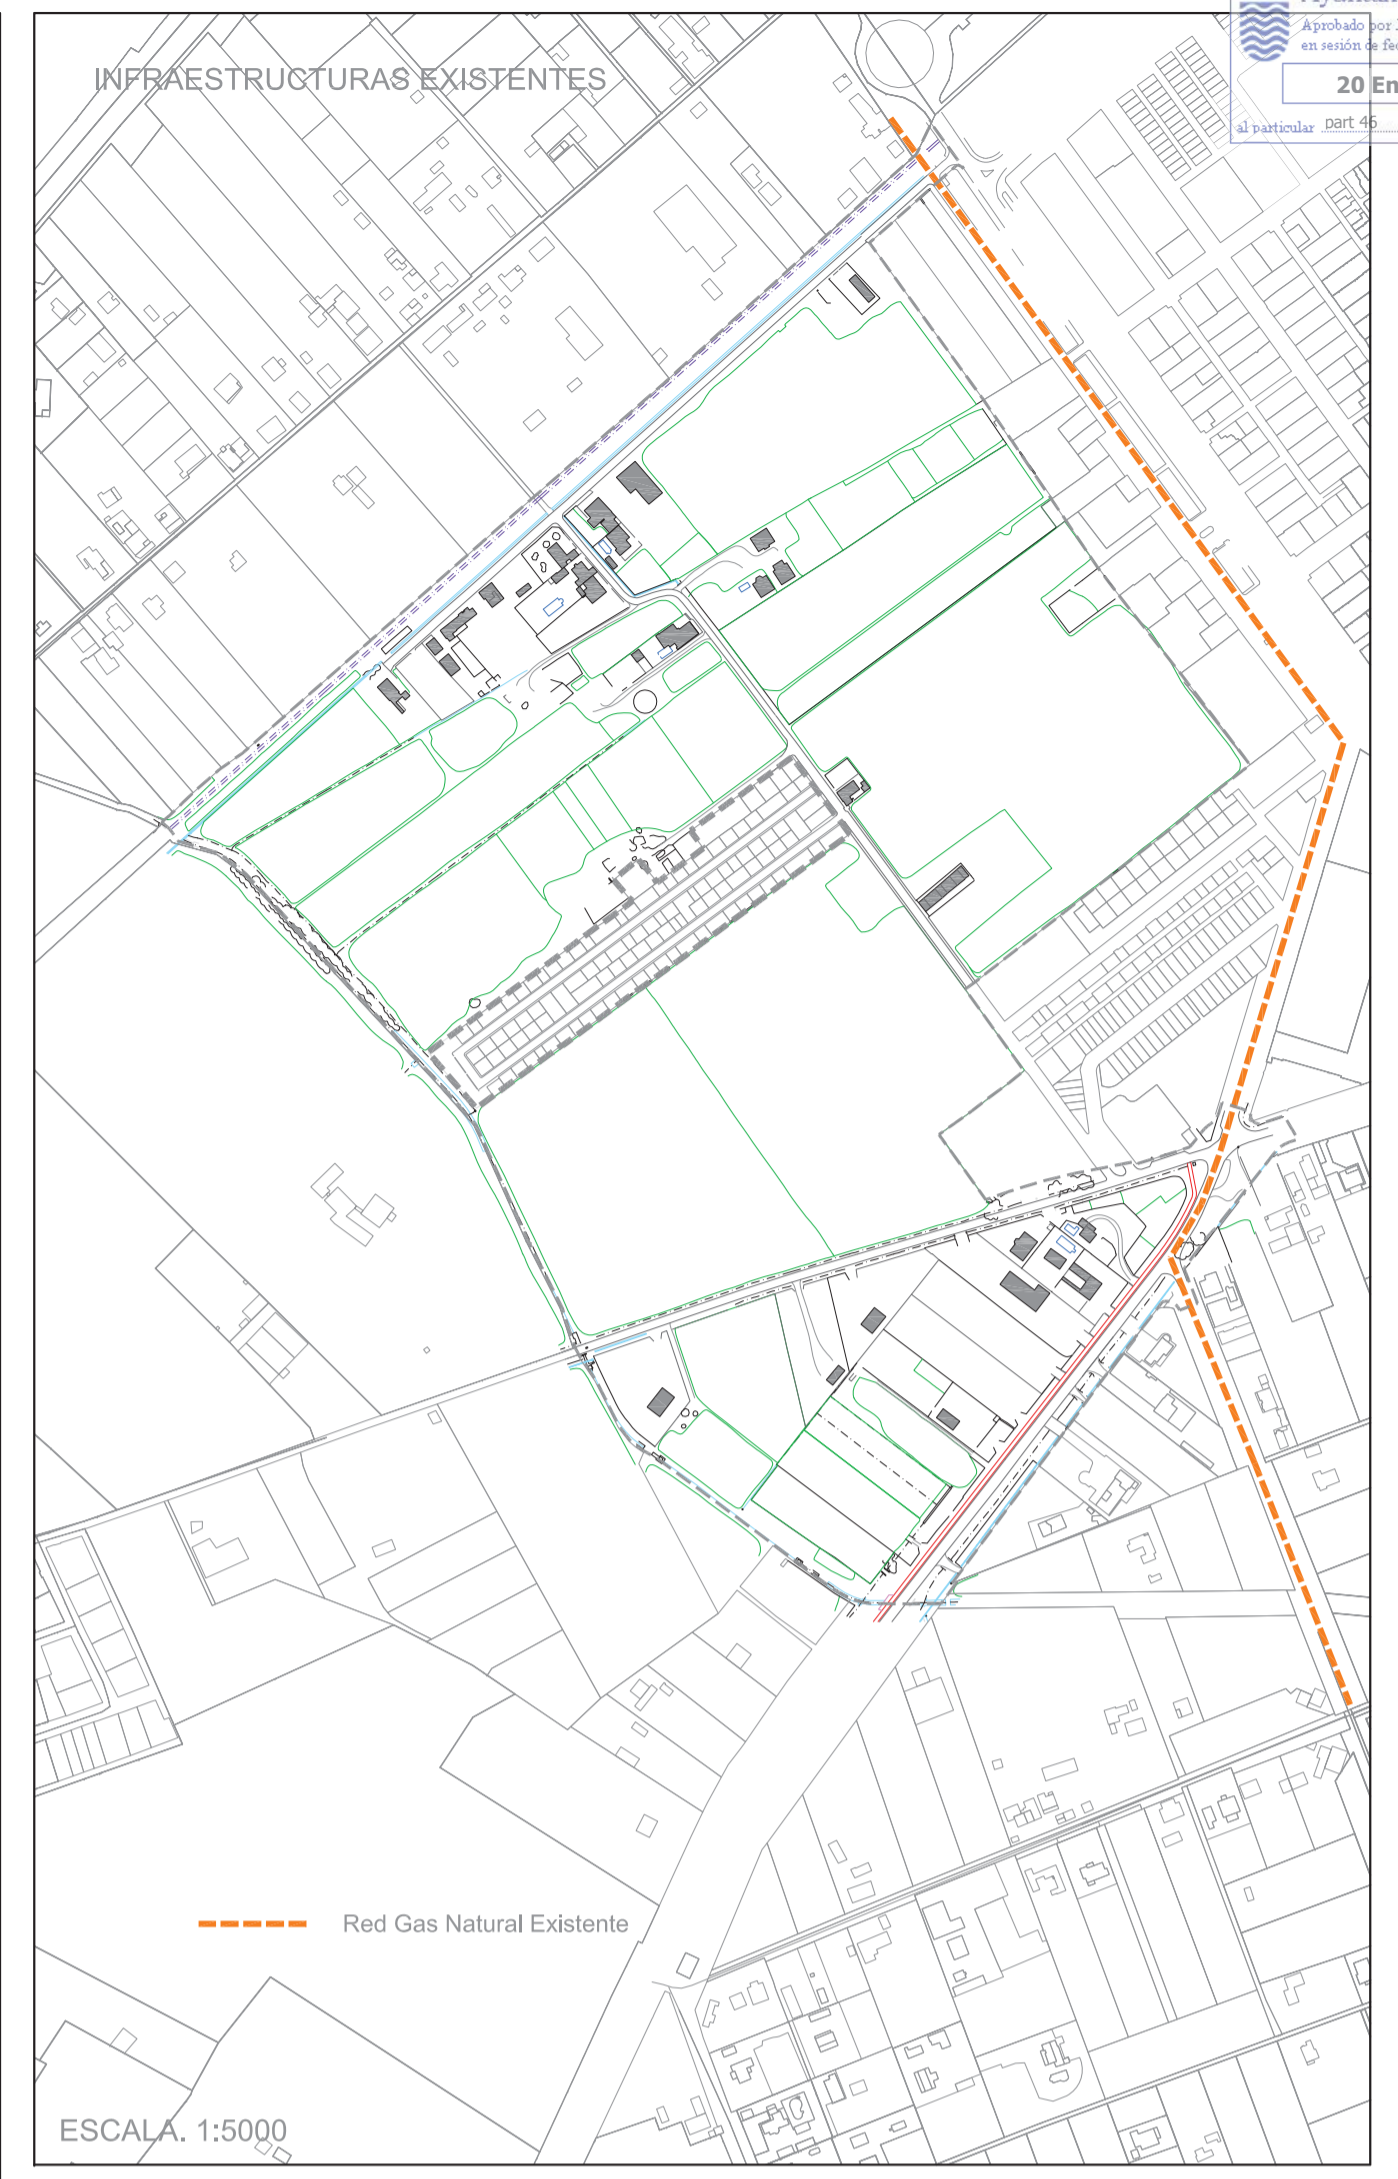 INFRAESTRUCTURAS EXISTENTES
Aprobado por
en sesión de
20 En
al particular part 46
Red Gas Natural Existente
ESCALA. 1:5000